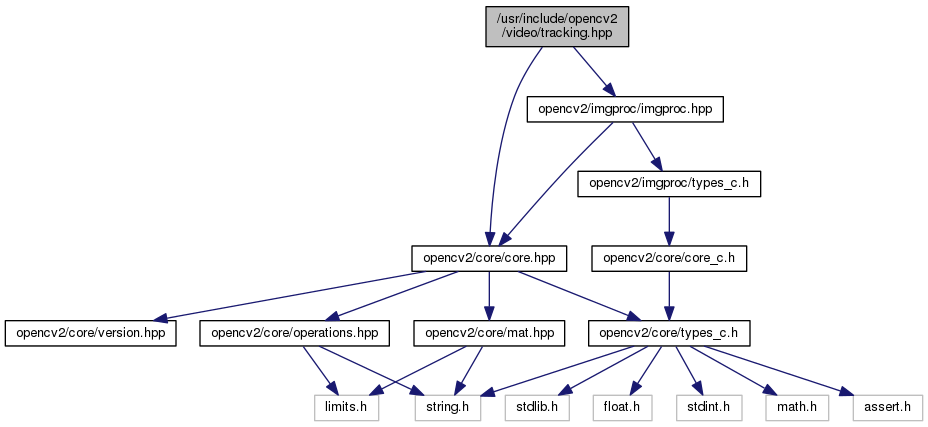 /usr/include/opencv2
/video/tracking.hpp
opencv2/imgproc/imgproc.hpp
opencv2/imgproc/types_c.h
opencv2/core/core.hpp
opencv2/core/core_c.h
opencv2/core/version.hpp
opencv2/core/operations.hpp
opencv2/core/mat.hpp
opencv2/core/types_c.h
limits.h
string.h
stdlib.h
float.h
stdint.h
math.h
assert.h